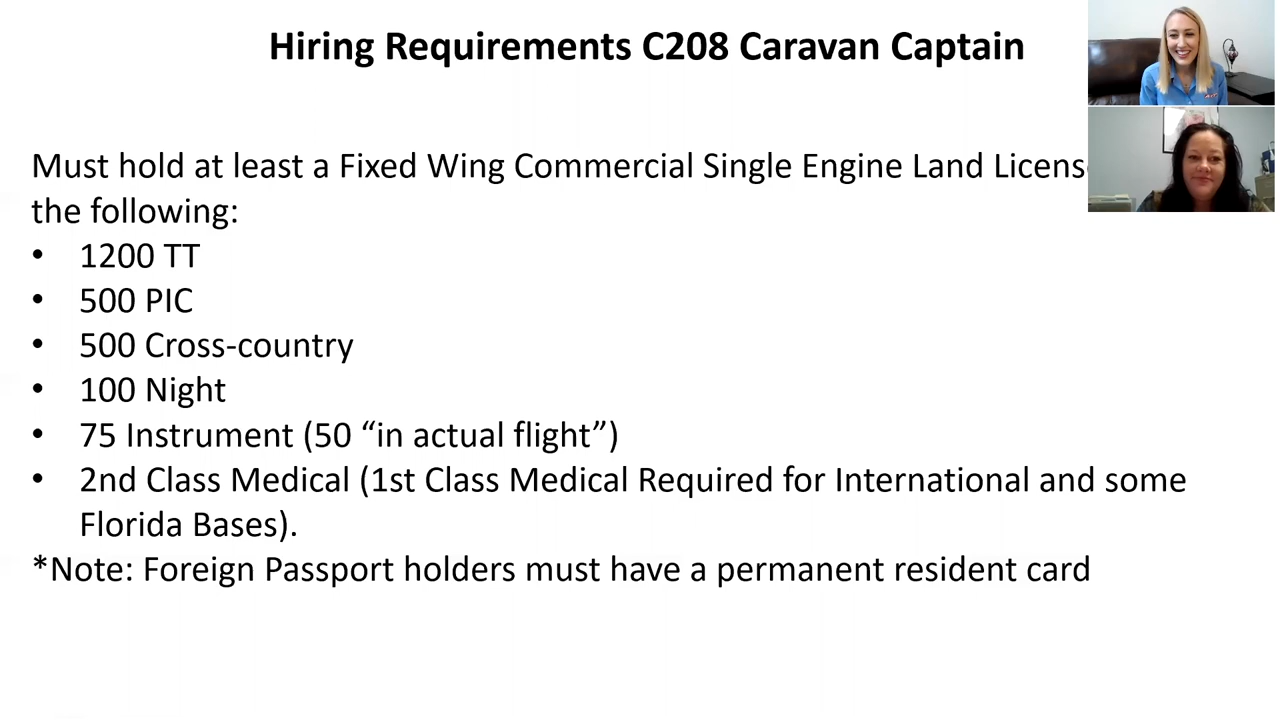 Hiring Requirements C208 Caravan Captain
Must hold at least a Fixed Wing Commercial Single Engine Land
the following:
• 1200 TT
• 500 PIC
• 500 Cross-country
• 100 Night
• 75 Instrument (50 “in actual flight”)
• 2nd Class Medical (1st Class Medical Required for International and some
Florida Bases).
*Note: Foreign Passport holders must have a permanent resident card